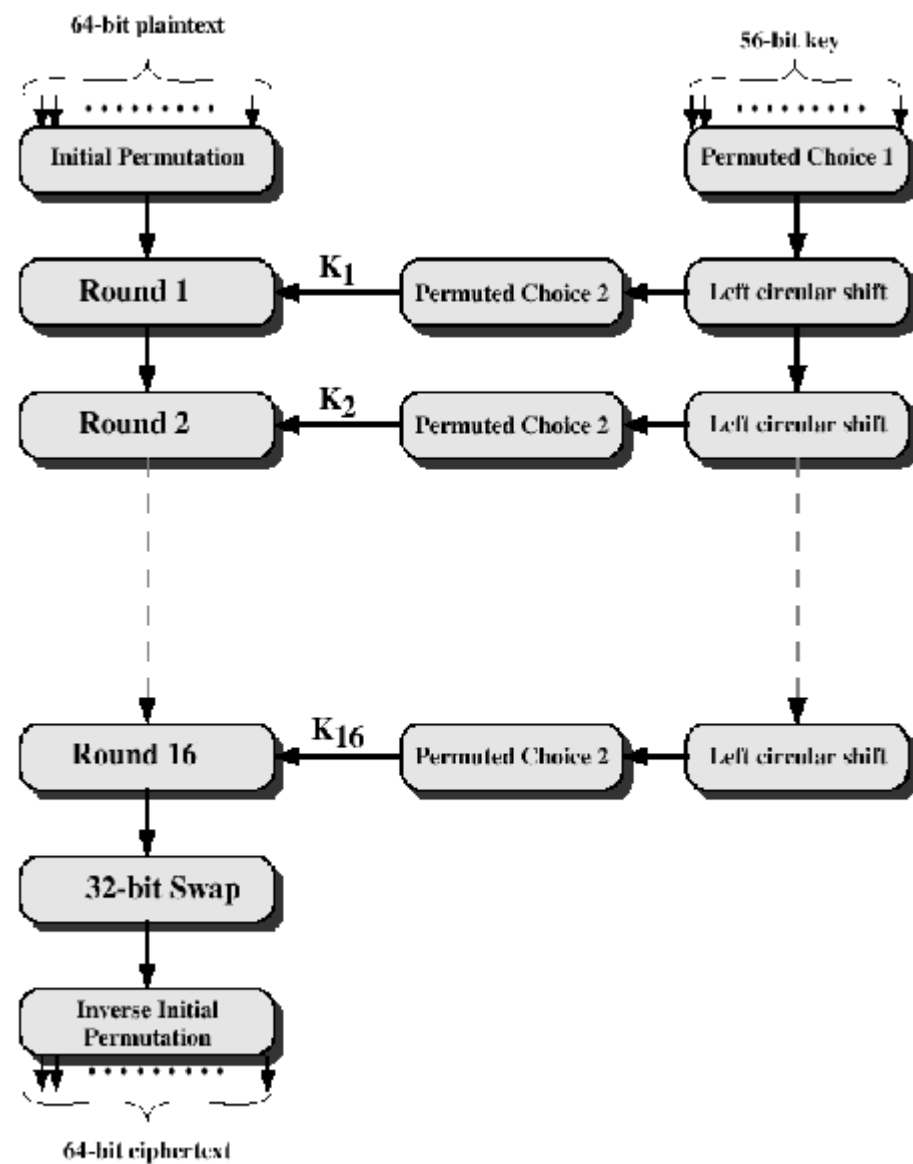 64-bit plaintext
56-bit key
Initial Permutation
Permuted Choice 1
Round 1
K1
Permuted Choice 2
Left circular shift
Round 2
K2
Permuted Choice 2
Left circular shift
Round 16
K16
Permuted Choice 2
Left circular shift
32-bit Swap
Inverse Initial
Permutation
64-bit ciphertext